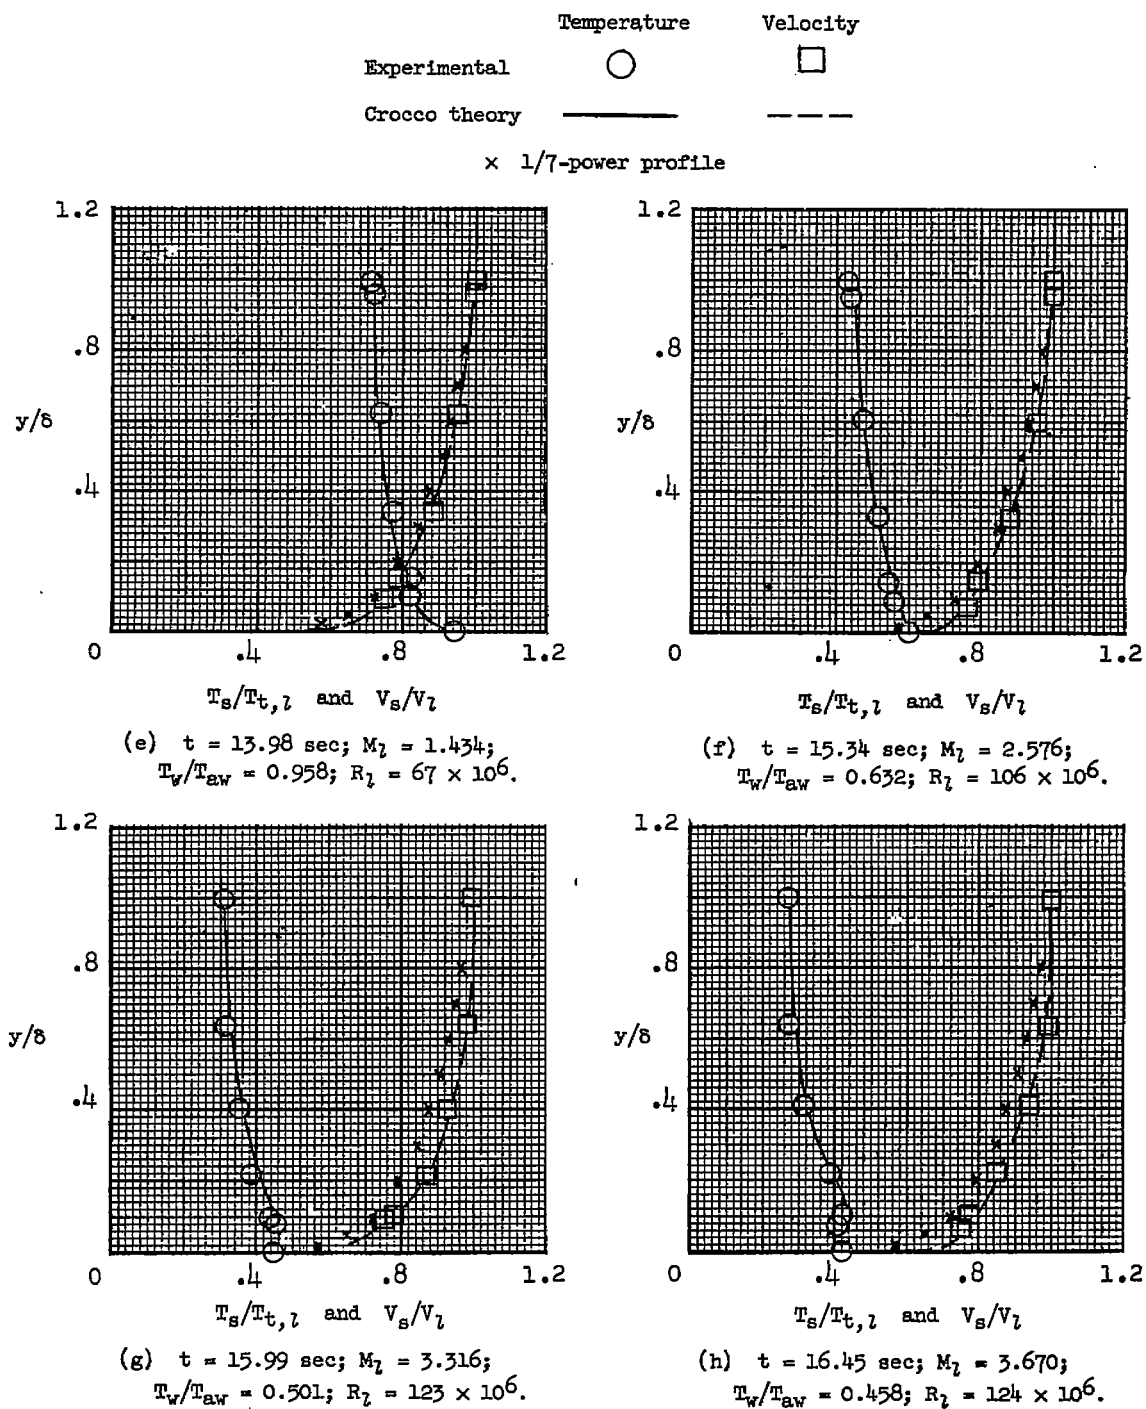 Temperature Velocity
Experimental
Crocco theory
× 1/7-power profile
1.2
.8
y/δ
.4
0 .4 .8 1.2
T_s/T_t,l and V_s/V_l
(e) t = 13.98 sec; M_l = 1.434;
T_w/T_aw = 0.958; R_l = 67 × 10^6.
1.2
.8
y/δ
.4
0 .4 .8 1.2
T_s/T_t,l and V_s/V_l
(f) t = 15.34 sec; M_l = 2.576;
T_w/T_aw = 0.632; R_l = 106 × 10^6.
1.2
.8
y/δ
.4
0 .4 .8 1.2
T_s/T_t,l and V_s/V_l
(g) t = 15.99 sec; M_l = 3.316;
T_w/T_aw = 0.501; R_l = 123 × 10^6.
1.2
.8
y/δ
.4
0 .4 .8 1.2
T_s/T_t,l and V_s/V_l
(h) t = 16.45 sec; M_l = 3.670;
T_w/T_aw = 0.458; R_l = 124 × 10^6.